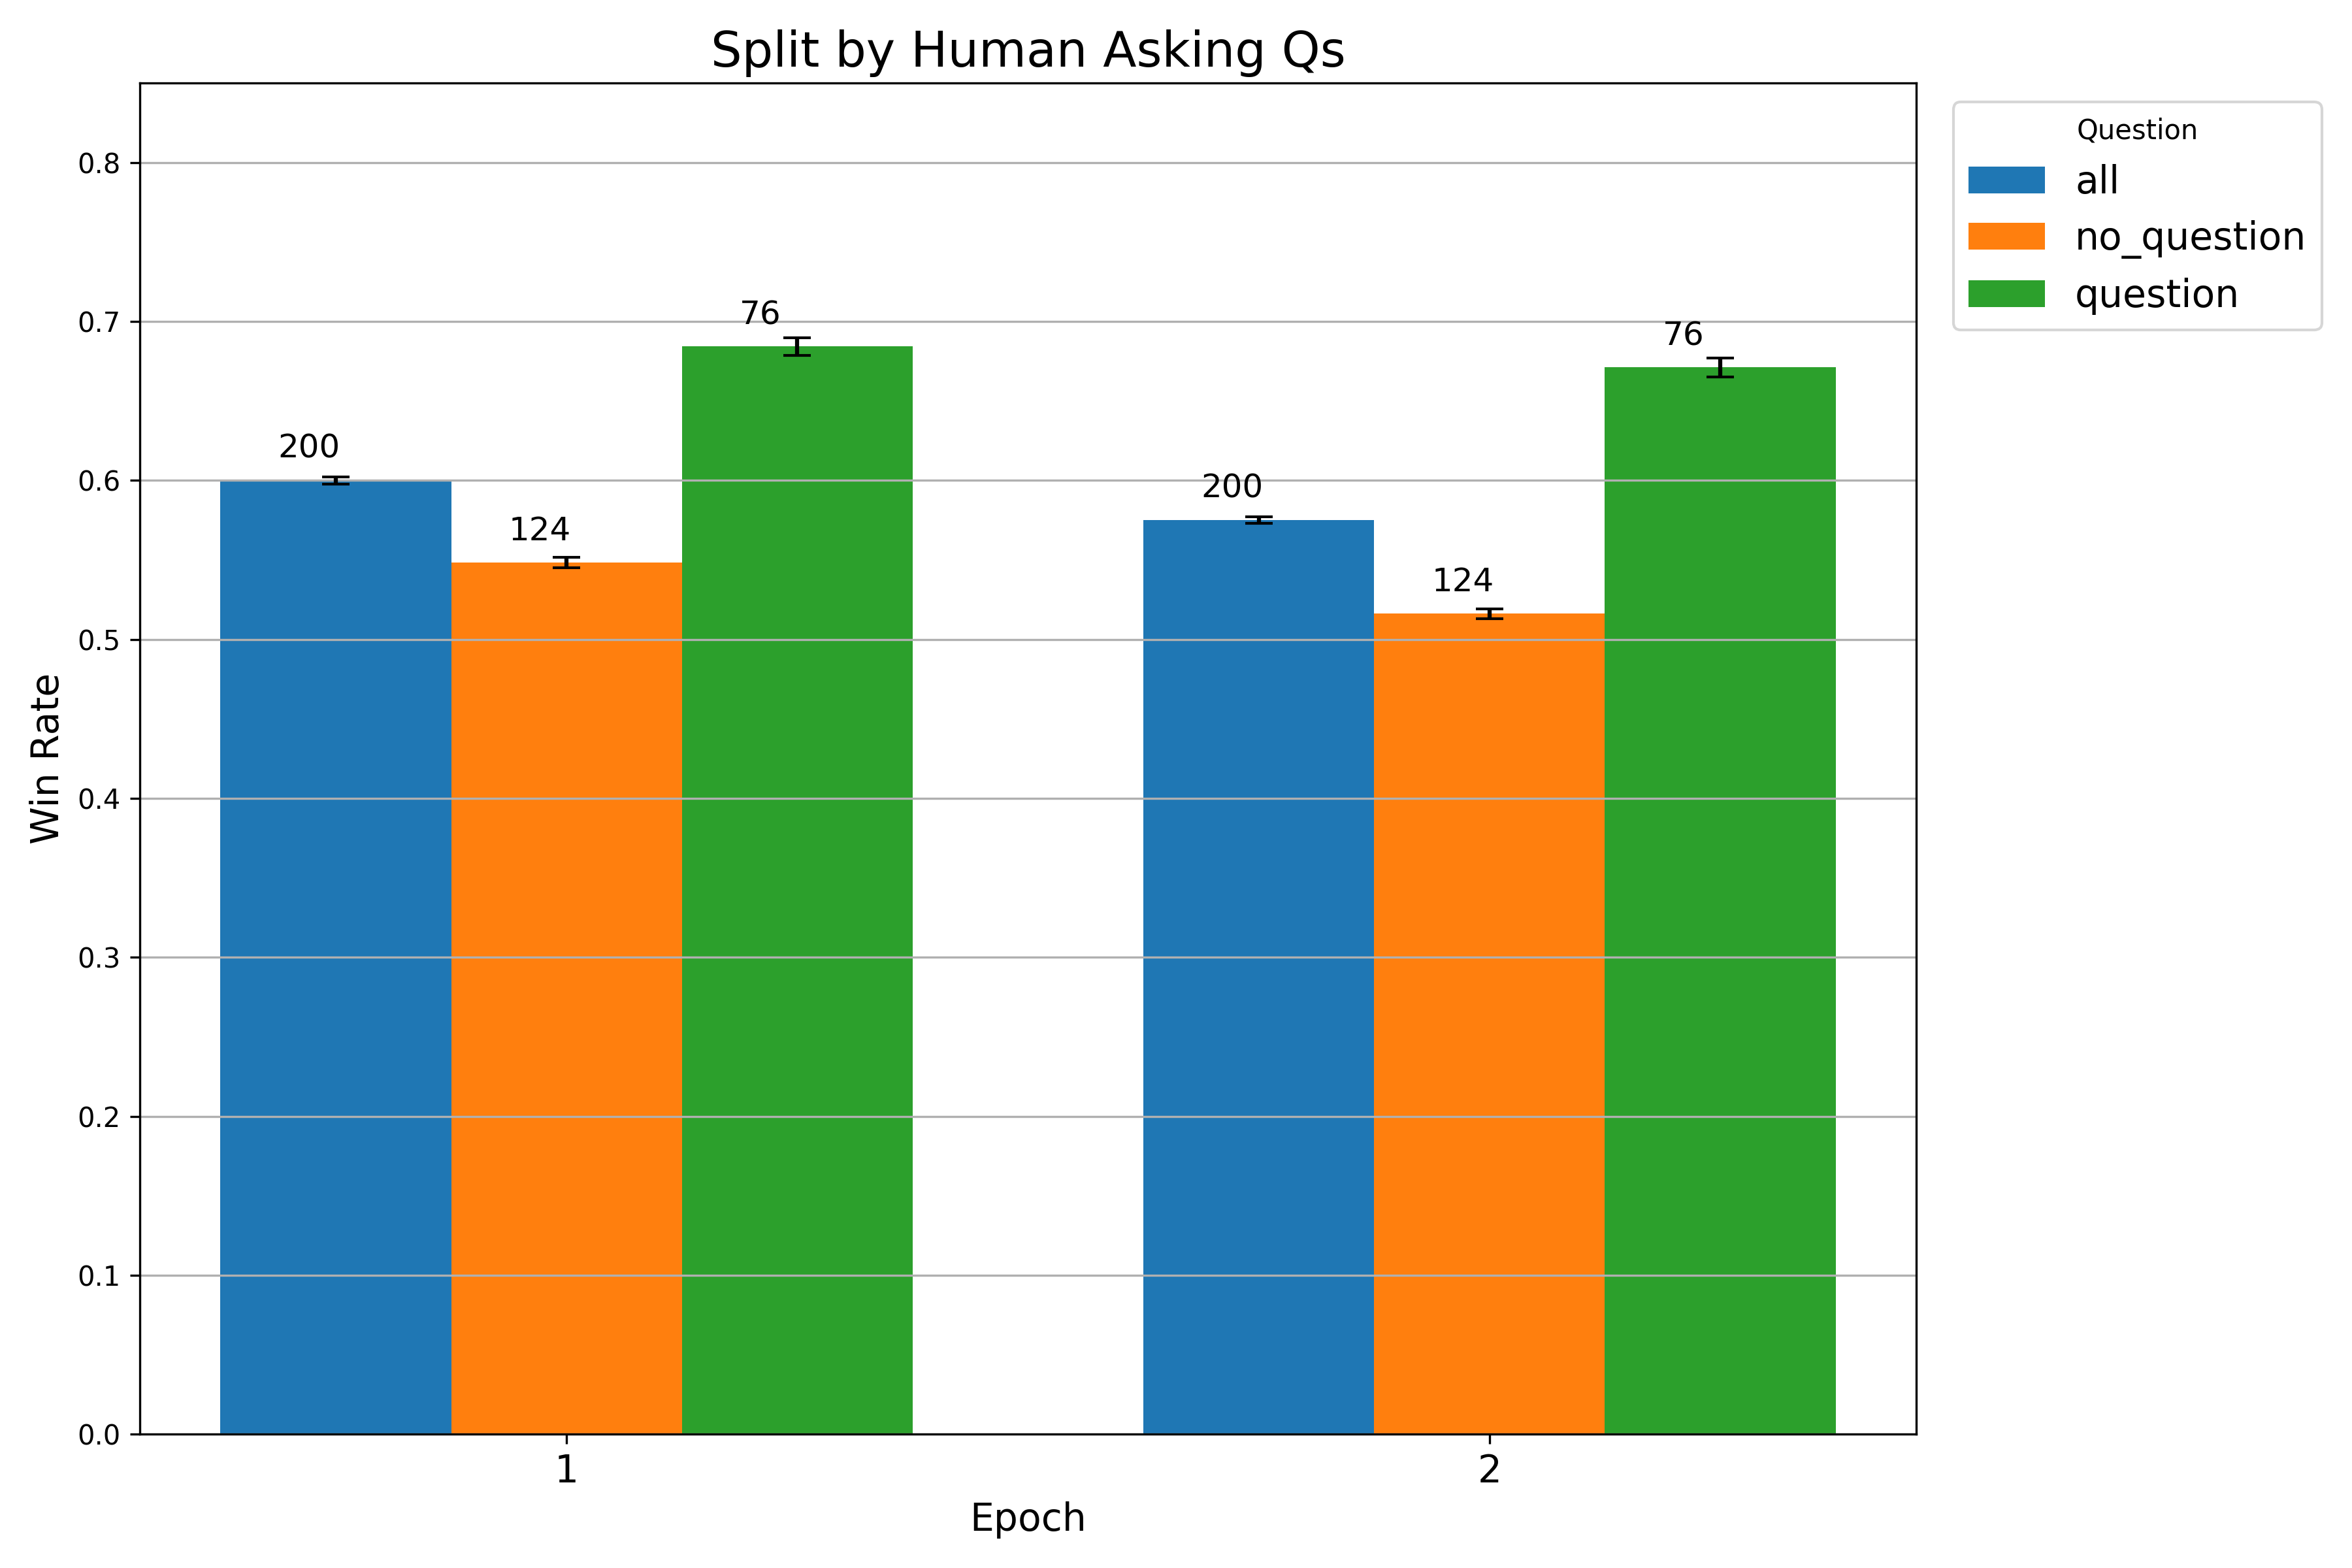 Split by Human Asking Qs
Question
all
no_question
question
Win Rate
0.8
0.7
0.6
0.5
0.4
0.3
0.2
0.1
0.0
200
124
76
200
124
76
1
2
Epoch